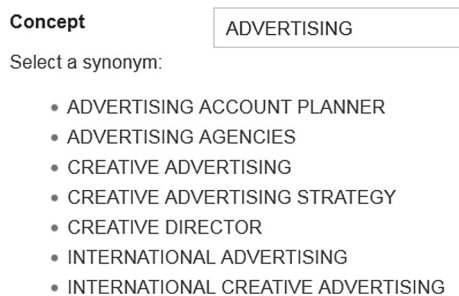 Concept ADVERTISING
Select a synonym:
ADVERTISING ACCOUNT PLANNER
ADVERTISING AGENCIES
CREATIVE ADVERTISING
CREATIVE ADVERTISING STRATEGY
CREATIVE DIRECTOR
INTERNATIONAL ADVERTISING
INTERNATIONAL CREATIVE ADVERTISING